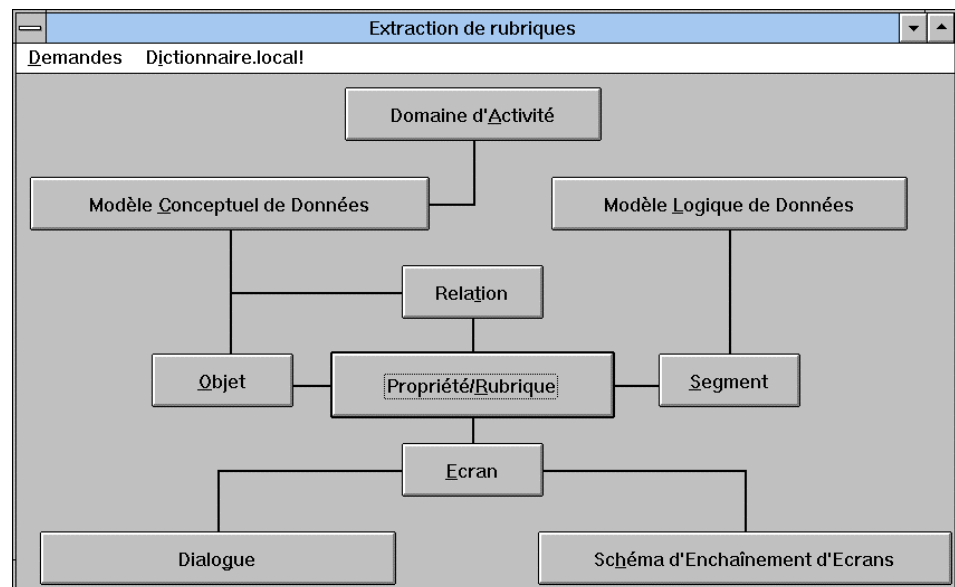 Extraction de rubriques
Demandes Dictionnaire.local!
Domaine d'Activité
Modèle Conceptuel de Données
Modèle Logique de Données
Relation
Objet
Propriété/Rubrique
Segment
Ecran
Dialogue
Schéma d'Enchaînement d'Ecrans